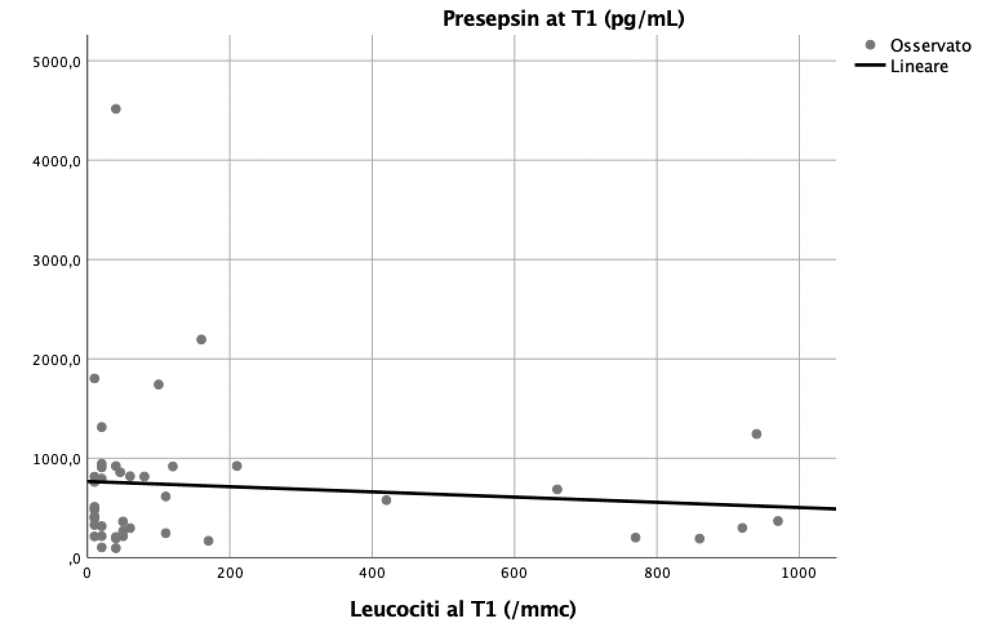 Presepsin at T1 (pg/mL)
Osservato
Lineare
5000,0
4000,0
3000,0
2000,0
1000,0
,0
0 200 400 600 800 1000
Leucociti al T1 (/mmc)